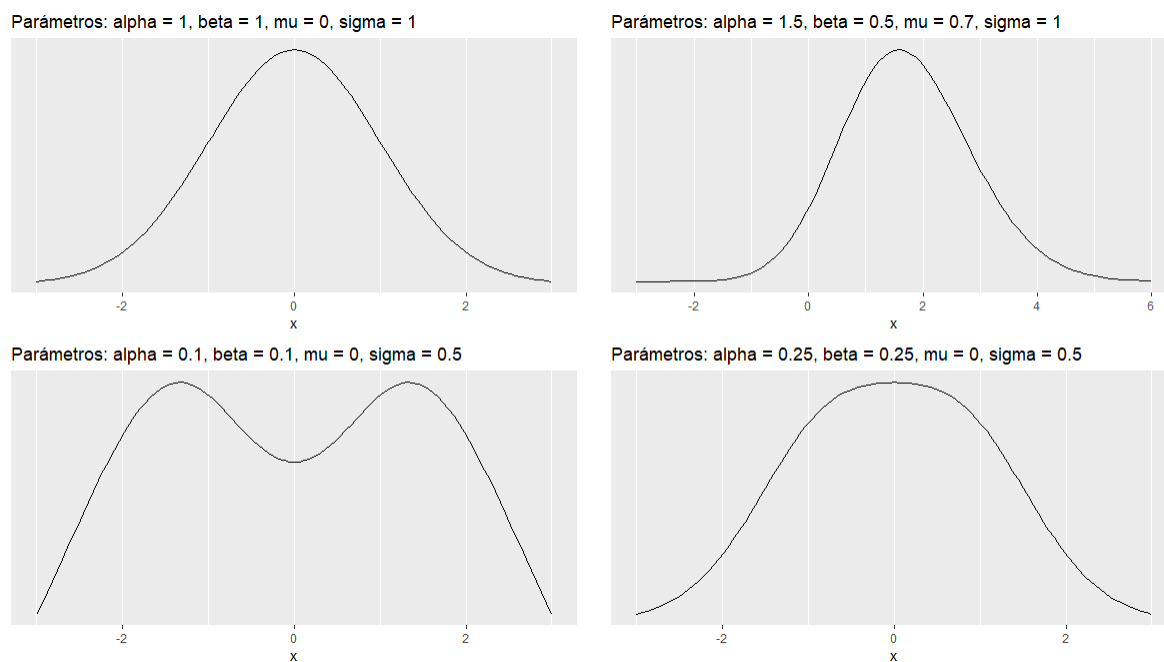 Parámetros: alpha = 1, beta = 1, mu = 0, sigma = 1
-2 0 2
x
Parámetros: alpha = 1.5, beta = 0.5, mu = 0.7, sigma = 1
-2 0 2 4 6
x
Parámetros: alpha = 0.1, beta = 0.1, mu = 0, sigma = 0.5
-2 0 2
x
Parámetros: alpha = 0.25, beta = 0.25, mu = 0, sigma = 0.5
-2 0 2
x